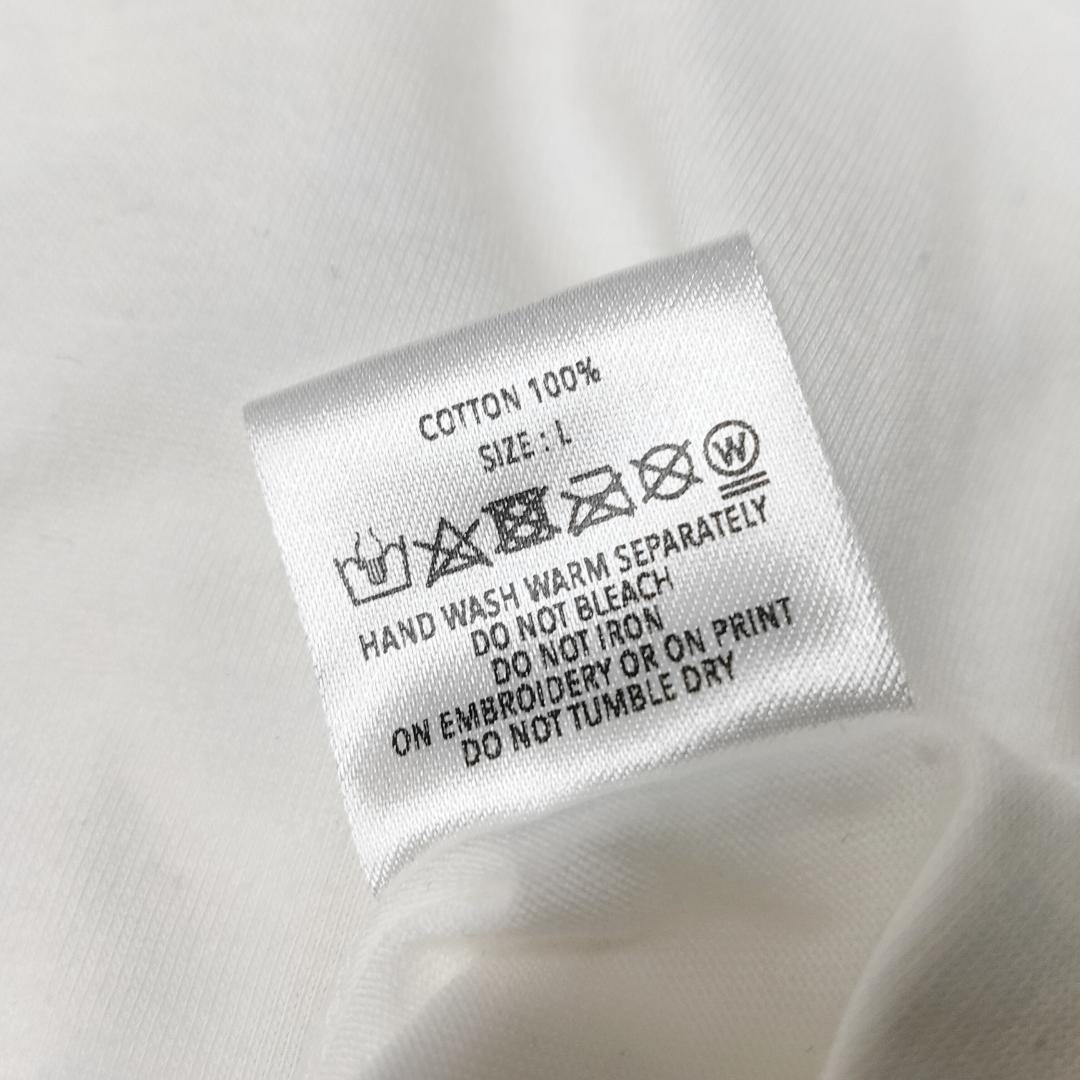 COTTON 100%
SIZE : L
W
HAND WASH WARM SEPARATELY
DO NOT BLEACH
DO NOT IRON
ON EMBROIDERY OR ON PRINT
DO NOT TUMBLE DRY